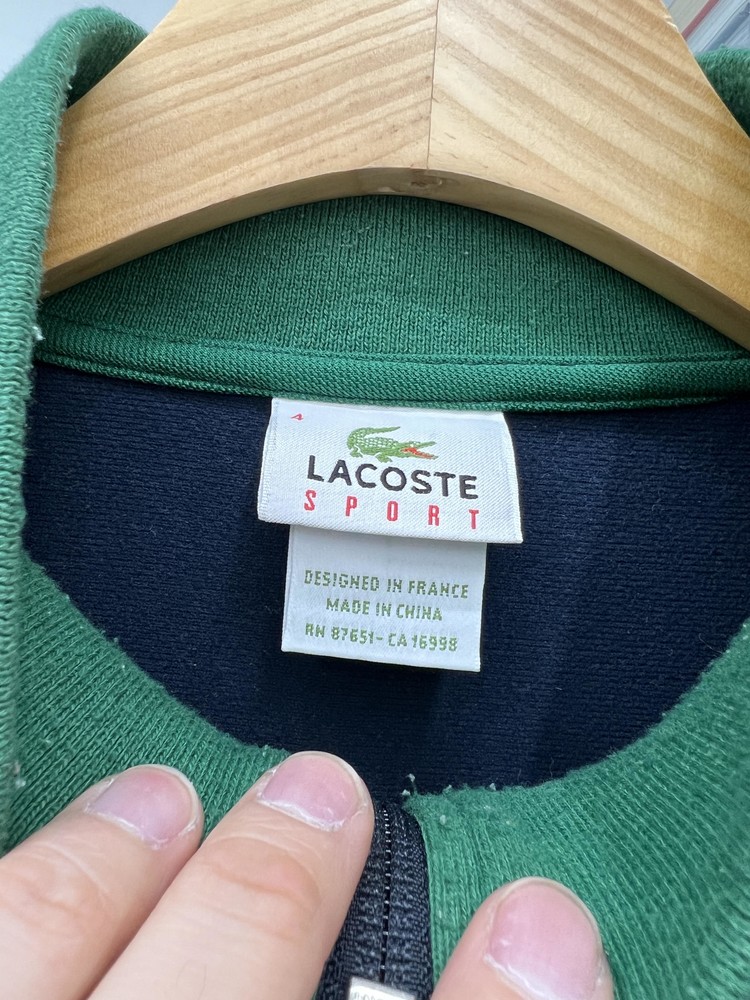 4
LACOSTE
SPORT
DESIGNED IN FRANCE
MADE IN CHINA
RN 87651-CA 16998